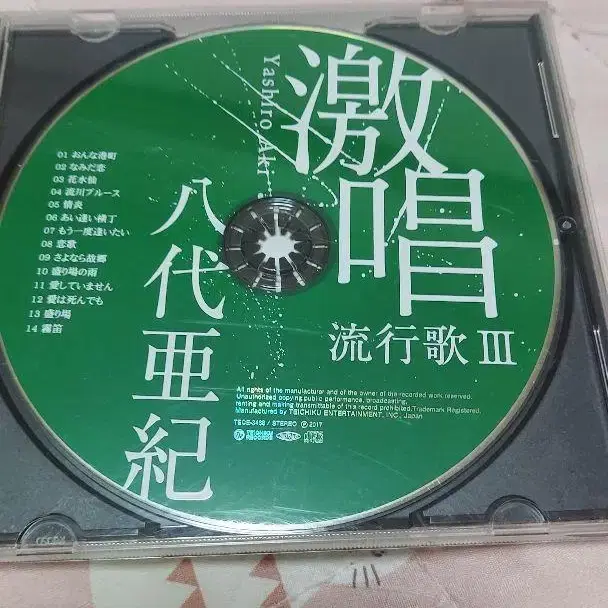 激唱
Yashiro Aki
八代亜紀
流行歌 III
01 おんな港町
02 なみだ恋
03 花水仙
04 流川ブルース
05 情炎
06 あい逢い横丁
07 もう一度逢いたい
08 恋歌
09 さよなら故郷
10 盛り場の雨
11 愛していません
12 愛は死んでも
13 盛り場
14 霧笛
All rights of the manufacturer and of the owner of the recorded work reserved.
Unauthorized copying public performance, broadcasting,
renting and making transmittable of this record prohibited. Trademark Registered.
Manufactured by TEICHIKU ENTERTAINMENT, INC., Japan
/ STEREO ℗ 2017